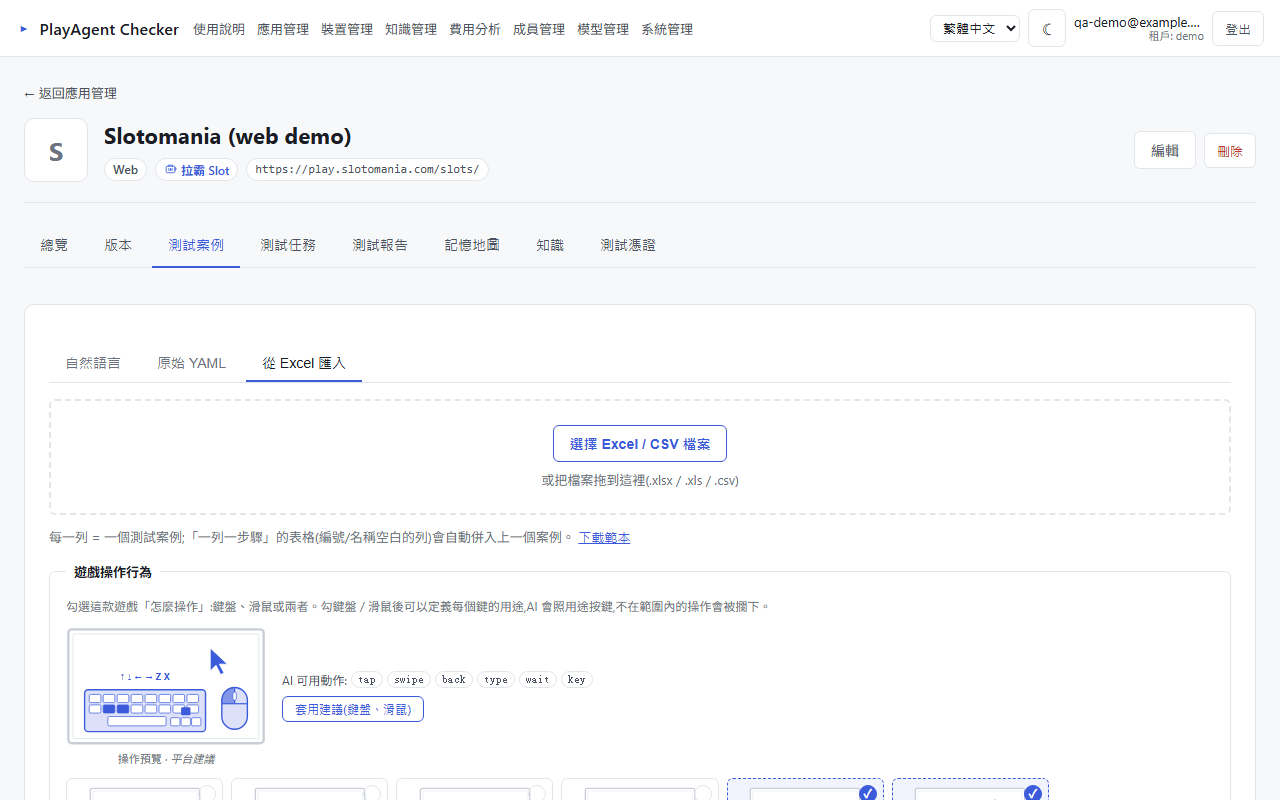 PlayAgent Checker 使用說明 應用管理 裝置管理 知識管理 費用分析 成員管理 模型管理 系統管理 繁體中文 qa-demo@example.... 登出
租戶: demo
← 返回應用管理
S
Slotomania (web demo)
Web 拉霸 Slot https://play.slotomania.com/slots/
編輯 刪除
總覽 版本 測試案例 測試任務 測試報告 記憶地圖 知識 測試憑證
自然語言 原始 YAML 從 Excel 匯入
選擇 Excel / CSV 檔案
或把檔案拖到這裡(.xlsx / .xls / .csv)
每一列 = 一個測試案例;「一列一步驟」的表格(編號/名稱空白的列)會自動併入上一個案例。 下載範本
遊戲操作行為
勾選這款遊戲「怎麼操作」:鍵盤、滑鼠或兩者。勾鍵盤 / 滑鼠後可以定義每個鍵的用途,AI 會照用途按鍵,不在範圍內的操作會被攔下。
↑ ↓ ← → Z X
AI 可用動作: tap swipe back type wait key
套用建議(鍵盤、滑鼠)
操作預覽 · 平台建議